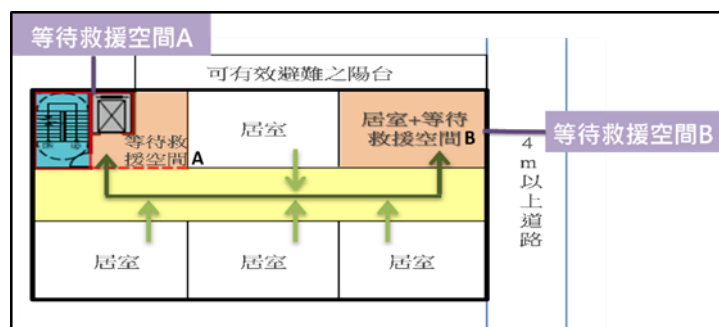 等待救援空間A
可有效避難之陽台
等待救
援空間 A
居室
居室+等待
救援空間 B
等待救援空間B
4m以上道路
居室
居室
居室